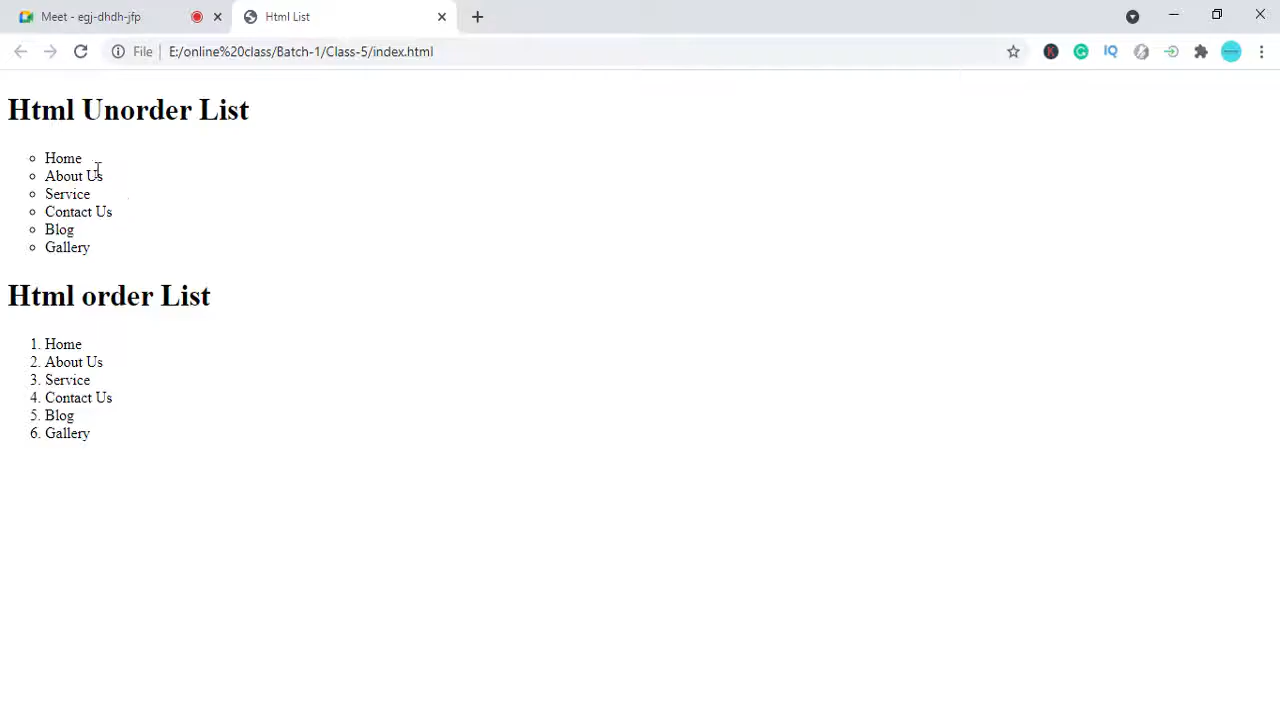 Meet - egj-dhdh-jfp
Html List
File E:/online%20class/Batch-1/Class-5/index.html
IQ
Html Unorder List
Home
About Us
Service
Contact Us
Blog
Gallery
Html order List
1. Home
2. About Us
3. Service
4. Contact Us
5. Blog
6. Gallery